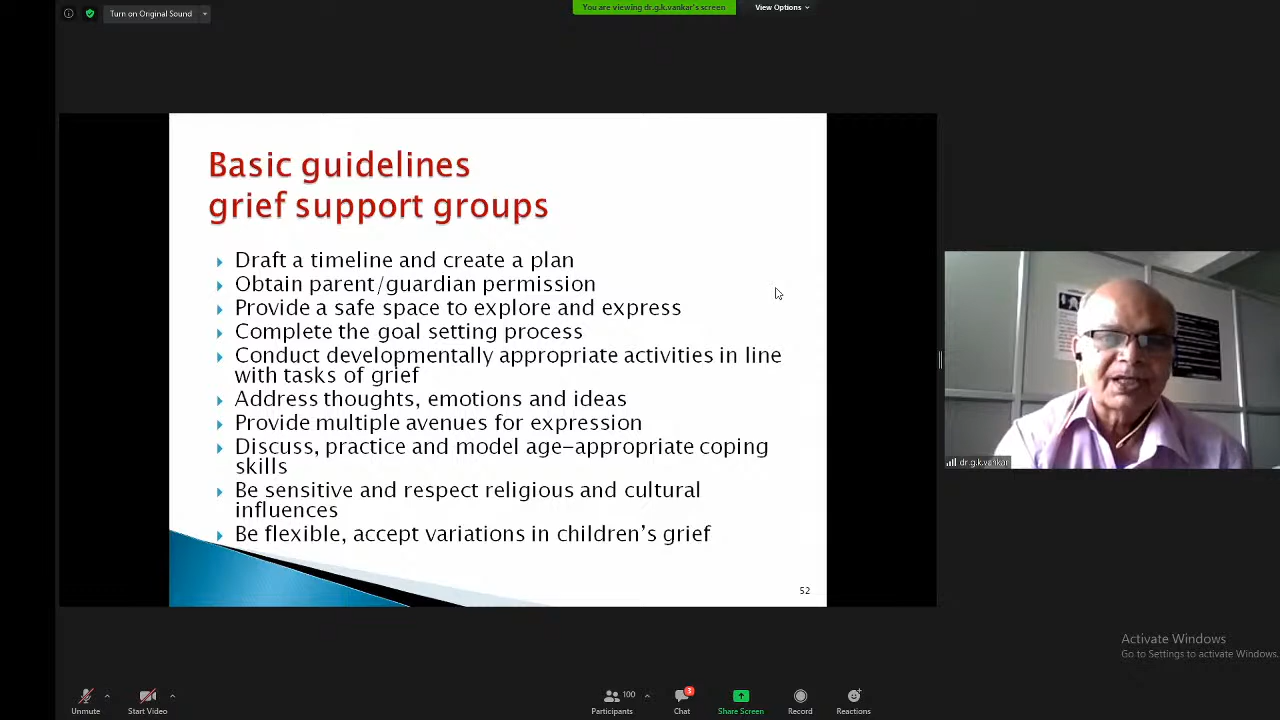 Turn on Original Sound
You are viewing dr.g.k.vankar's screen
View Options
Basic guidelines
grief support groups
Draft a timeline and create a plan
Obtain parent/guardian permission
Provide a safe space to explore and express
Complete the goal setting process
Conduct developmentally appropriate activities in line
with tasks of grief
Address thoughts, emotions and ideas
Provide multiple avenues for expression
Discuss, practice and model age-appropriate coping
skills
Be sensitive and respect religious and cultural
influences
Be flexible, accept variations in children's grief
52
dr.g.k.vankar
Activate Windows
Go to Settings to activate Windows.
Unmute
Start Video
100
Participants
3
Chat
Share Screen
Record
Reactions